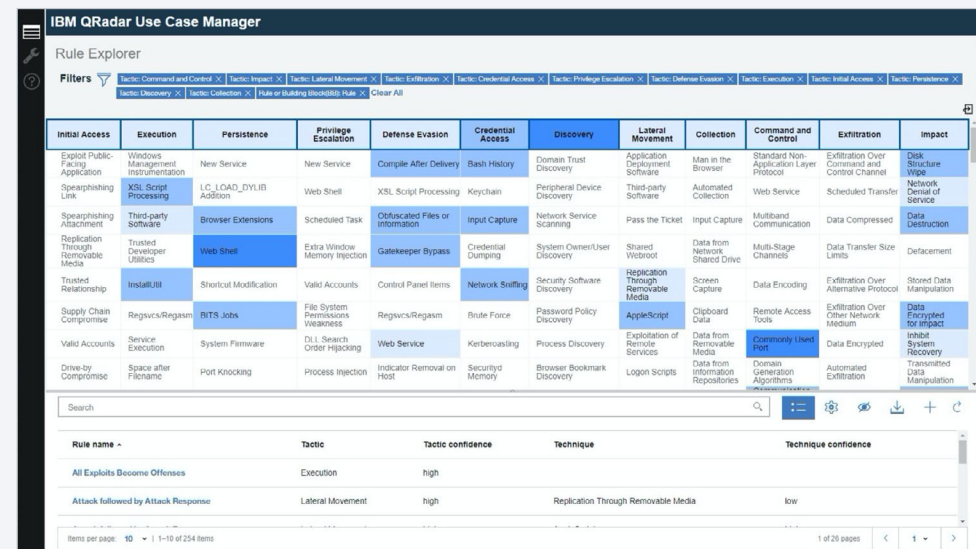 IBM QRadar Use Case Manager
Rule Explorer
Filters
Tactic: Command and Control × Tactic: Impact × Tactic: Lateral Movement × Tactic: Exfiltration × Tactic: Credential Access × Tactic: Privilege Escalation × Tactic: Defense Evasion × Tactic: Execution × Tactic: Initial Access × Tactic: Persistence ×
Tactic: Discovery × Tactic: Collection × Rule or Building Block(BB): Rule × Clear All
Initial Access Execution Persistence Privilege Escalation Defense Evasion Credential Access Discovery Lateral Movement Collection Command and Control Exfiltration Impact
Exploit Public-Facing Application Windows Management Instrumentation New Service New Service Compile After Delivery Bash History Domain Trust Discovery Application Deployment Software Man in the Browser Standard Non-Application Layer Protocol Exfiltration Over Command and Control Channel Disk Structure Wipe
Spearphishing Link XSL Script Processing LC_LOAD_DYLIB Addition Web Shell XSL Script Processing Keychain Peripheral Device Discovery Third-party Software Automated Collection Web Service Scheduled Transfer Network Denial of Service
Spearphishing Attachment Third-party Software Browser Extensions Scheduled Task Obfuscated Files or Information Input Capture Network Service Scanning Pass the Ticket Input Capture Multiband Communication Data Compressed Data Destruction
Replication Through Removable Media Trusted Developer Utilities Web Shell Extra Window Memory Injection Gatekeeper Bypass Credential Dumping System Owner/User Discovery Shared Webroot Data from Network Shared Drive Multi-Stage Channels Data Transfer Size Limits Defacement
Trusted Relationship InstallUtil Shortcut Modification Valid Accounts Control Panel Items Network Sniffing Security Software Discovery Replication Through Removable Media Screen Capture Data Encoding Exfiltration Over Alternative Protocol Stored Data Manipulation
Supply Chain Compromise Regsvcs/Regasm BITS Jobs File System Permissions Weakness Regsvcs/Regasm Brute Force Password Policy Discovery AppleScript Clipboard Data Remote Access Tools Exfiltration Over Other Network Medium Data Encrypted for Impact
Valid Accounts Service Execution System Firmware DLL Search Order Hijacking Web Service Kerberoasting Process Discovery Exploitation of Remote Services Data from Removable Media Commonly Used Port Data Encrypted Inhibit System Recovery
Drive-by Compromise Space after Filename Port Knocking Process Injection Indicator Removal on Host Securityd Memory Browser Bookmark Discovery Logon Scripts Data from Information Repositories Domain Generation Algorithms Automated Exfiltration Transmitted Data Manipulation
Search
Rule name Tactic Tactic confidence Technique Technique confidence
All Exploits Become Offenses Execution high
Attack followed by Attack Response Lateral Movement high Replication Through Removable Media low
Items per page: 10 | 1–10 of 254 items 1 of 26 pages 1